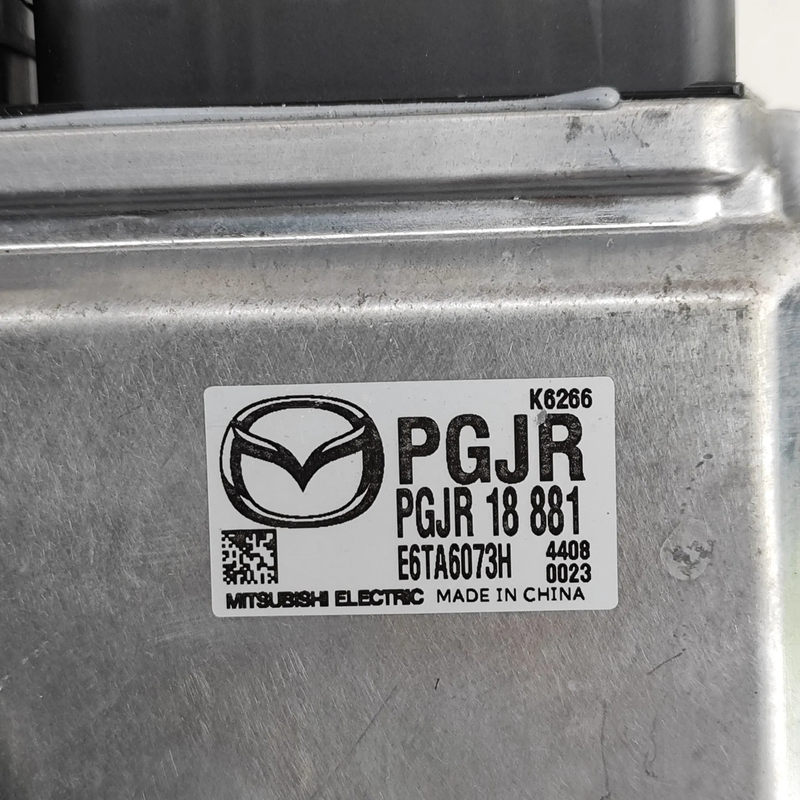 K6266
PGJR
PGJR 18 881
E6TA6073H 4408
0023
MITSUBISHI ELECTRIC MADE IN CHINA